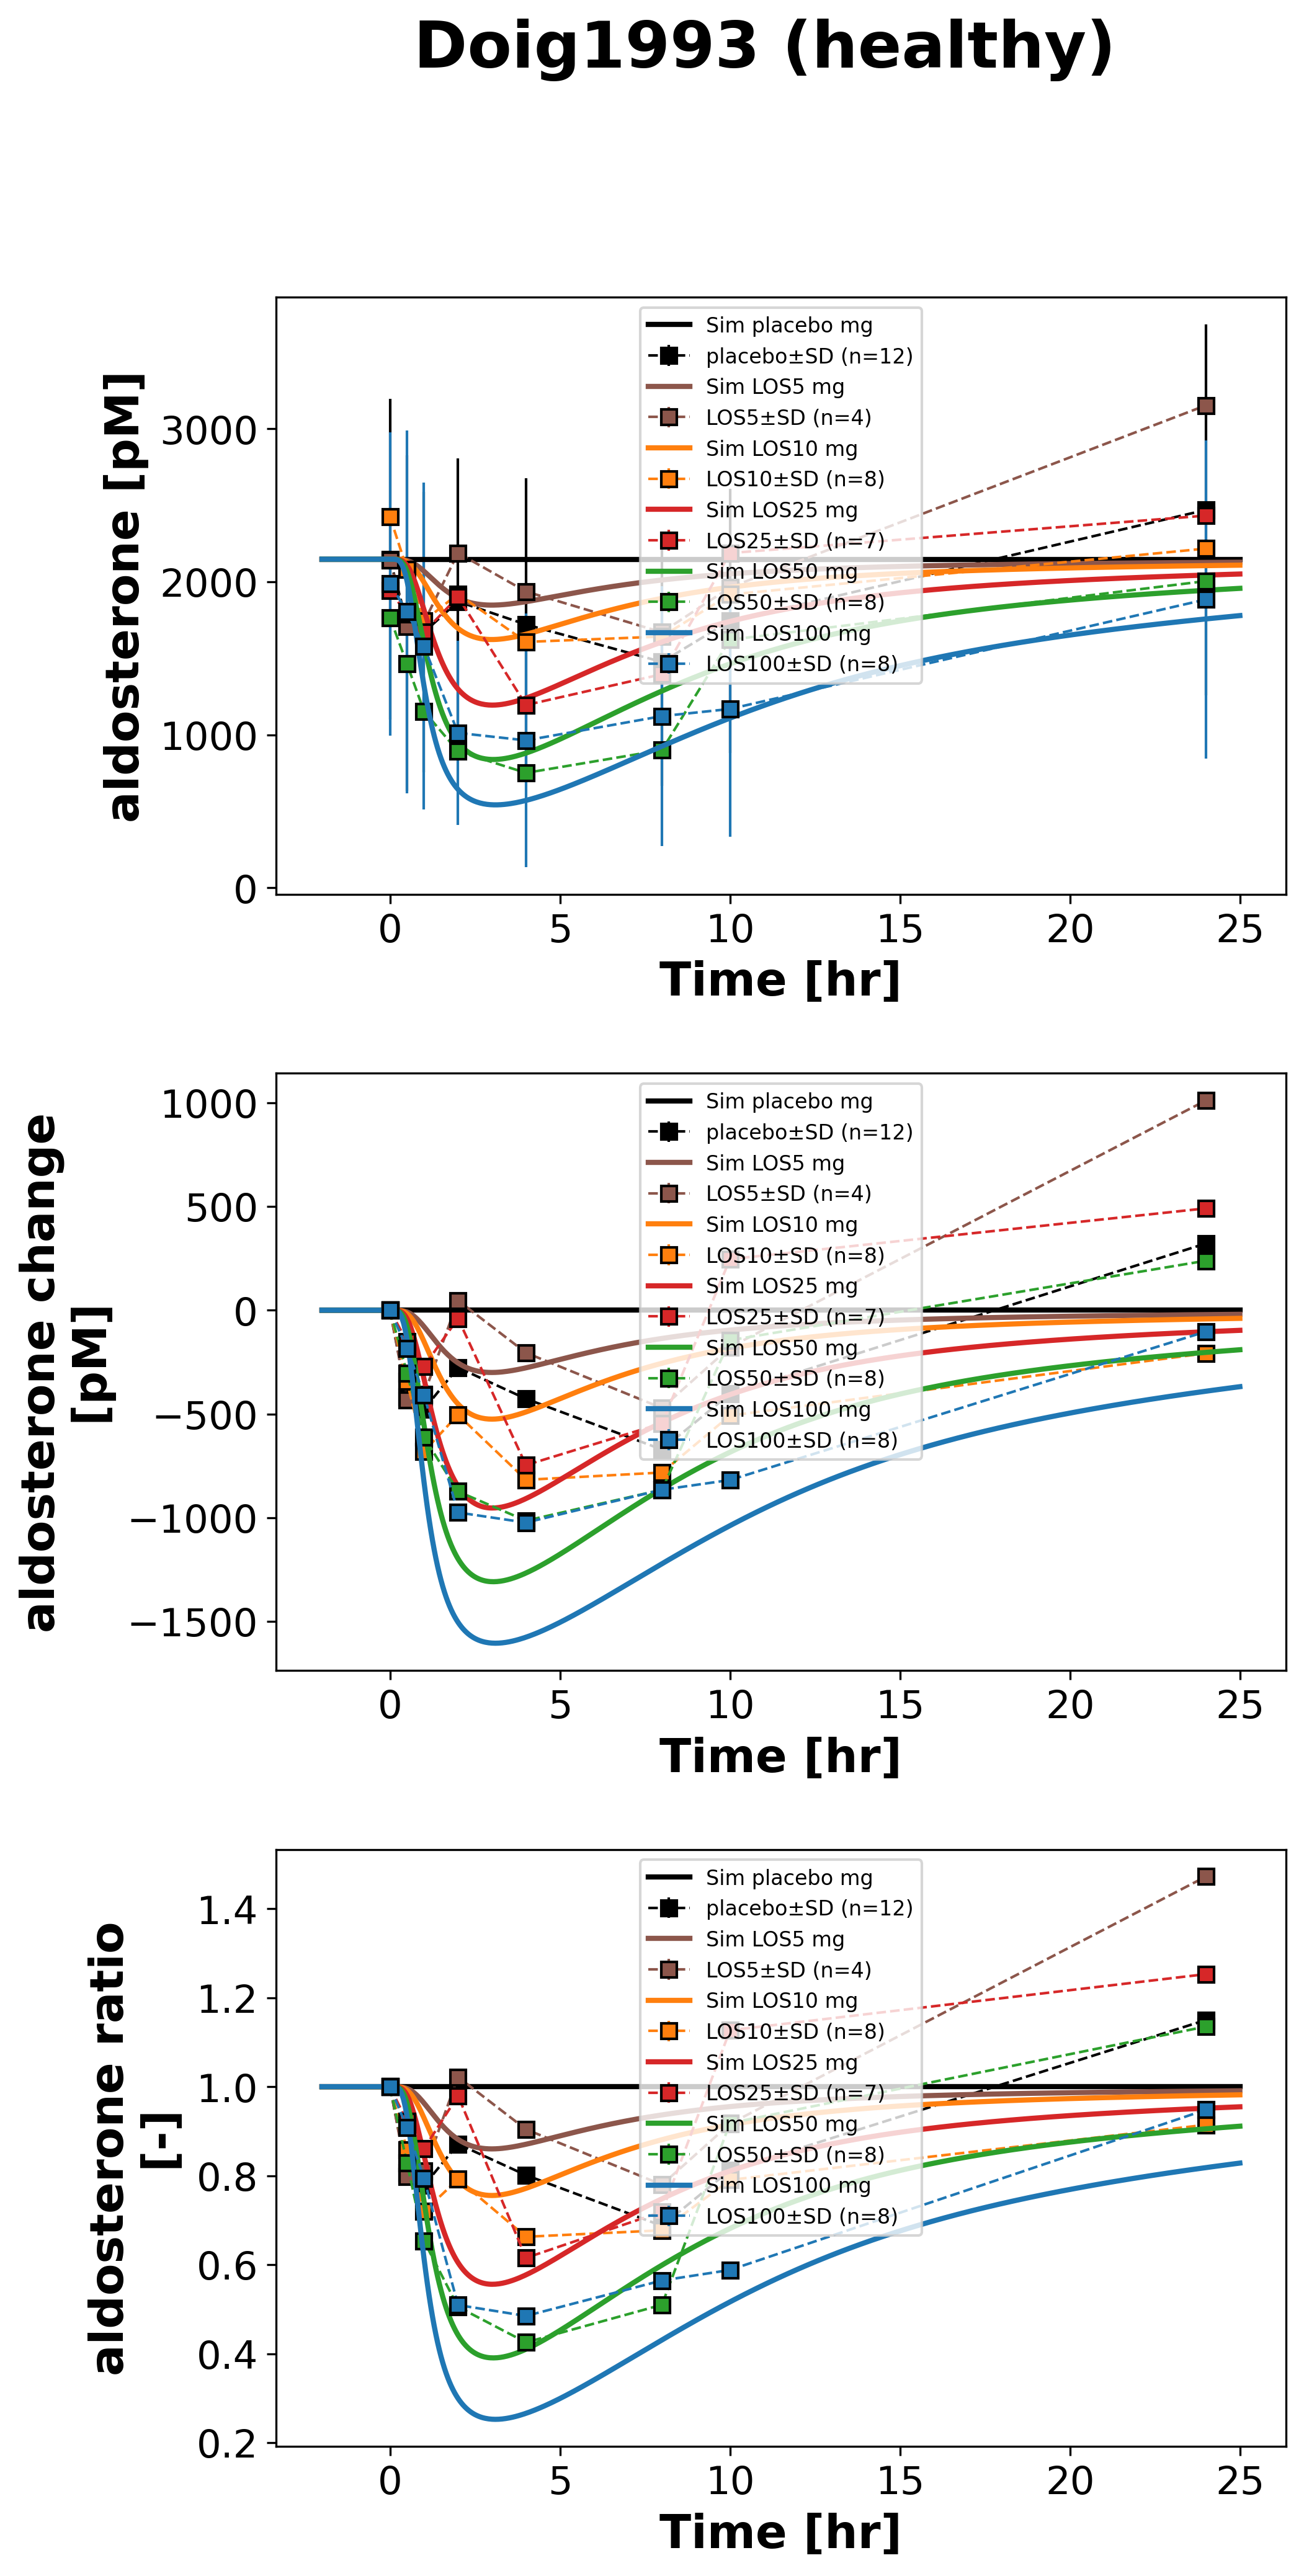 Doig1993 (healthy)
aldosterone [pM]
3000
2000
1000
0
Sim placebo mg
placebo±SD (n=12)
Sim LOS5 mg
LOS5±SD (n=4)
Sim LOS10 mg
LOS10±SD (n=8)
Sim LOS25 mg
LOS25±SD (n=7)
Sim LOS50 mg
LOS50±SD (n=8)
Sim LOS100 mg
LOS100±SD (n=8)
0 5 10 15 20 25
Time [hr]
aldosterone change
[pM]
1000
500
0
−500
−1000
−1500
Sim placebo mg
placebo±SD (n=12)
Sim LOS5 mg
LOS5±SD (n=4)
Sim LOS10 mg
LOS10±SD (n=8)
Sim LOS25 mg
LOS25±SD (n=7)
Sim LOS50 mg
LOS50±SD (n=8)
Sim LOS100 mg
LOS100±SD (n=8)
0 5 10 15 20 25
Time [hr]
aldosterone ratio
[-]
1.4
1.2
1.0
0.8
0.6
0.4
0.2
Sim placebo mg
placebo±SD (n=12)
Sim LOS5 mg
LOS5±SD (n=4)
Sim LOS10 mg
LOS10±SD (n=8)
Sim LOS25 mg
LOS25±SD (n=7)
Sim LOS50 mg
LOS50±SD (n=8)
Sim LOS100 mg
LOS100±SD (n=8)
0 5 10 15 20 25
Time [hr]